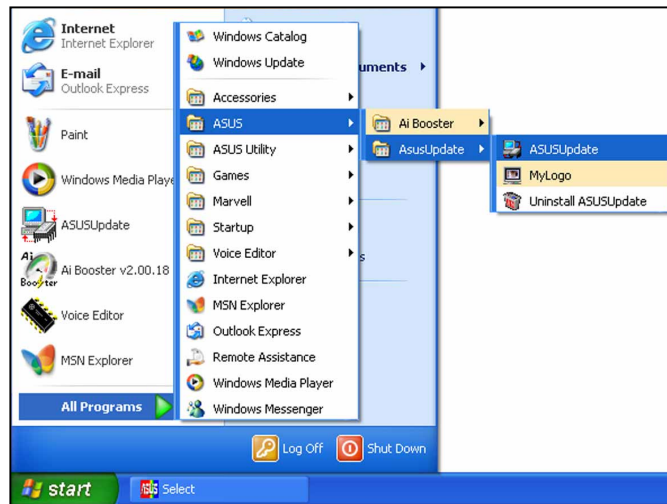 Internet
Internet Explorer
E-mail
Outlook Express
Paint
Windows Media Playe
ASUSUpdate
Ai Booster v2.00.18
Voice Editor
MSN Explorer
All Programs
Windows Catalog
Windows Update
Accessories
ASUS
ASUS Utility
Games
Marvell
Startup
Voice Editor
Internet Explorer
MSN Explorer
Outlook Express
Remote Assistance
Windows Media Player
Windows Messenger
uments
s
Ai Booster
AsusUpdate
ASUSUpdate
MyLogo
Uninstall ASUSUpdate
Log Off
Shut Down
start
Select